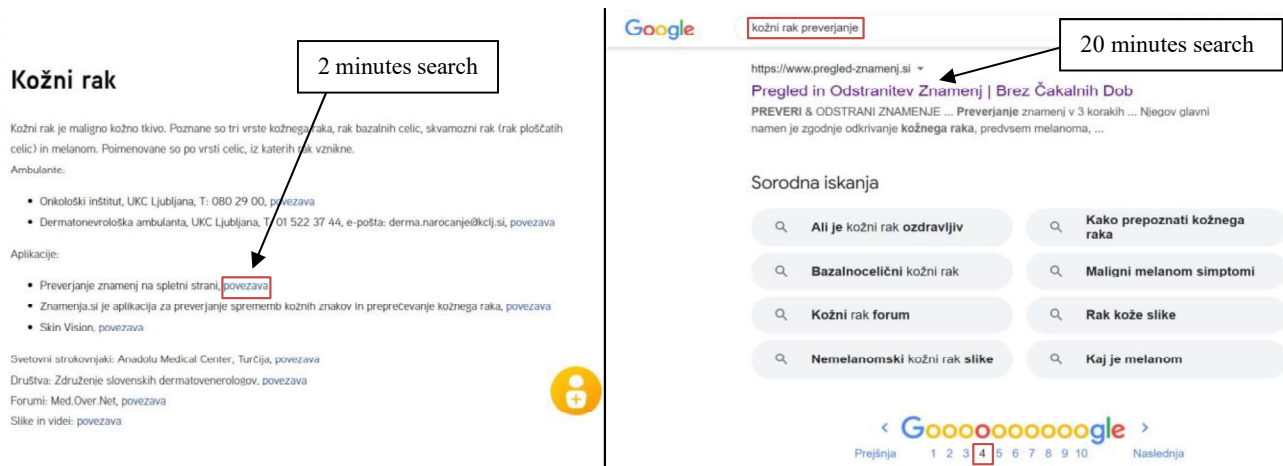 2 minutes search
Kožni rak
Kožni rak je maligno kožno tkivo. Poznane so tri vrste kožnega raka, rak bazalnih celic, skvamozni rak (rak ploščatih
celic) in melanom. Poimenovane so po vrsti celic, iz katerih rak vznikne.
Ambulante:
• Onkološki inštitut, UKC Ljubljana, T: 080 29 00, povezava
• Dermatonevrološka ambulanta, UKC Ljubljana, T: 01 522 37 44, e-pošta: derma.narocanje@kclj.si, povezava
Aplikacije:
• Preverjanje znamenj na spletni strani, povezava
• Znamenja.si je aplikacija za preverjanje sprememb kožnih znakov in preprečevanje kožnega raka, povezava
• Skin Vision, povezava
Svetovni strokovnjaki: Anadolu Medical Center, Turčija, povezava
Društva: Združenje slovenskih dermatovenerologov, povezava
Forumi: Med.Over.Net, povezava
Slike in videi: povezava
Google
kožni rak preverjanje
20 minutes search
https://www.pregled-znamenj.si
Pregled in Odstranitev Znamenj | Brez Čakalnih Dob
PREVERI & ODSTRANI ZNAMENJE ... Preverjanje znamenj v 3 korakih ... Njegov glavni
namen je zgodnje odkrivanje kožnega raka, predvsem melanoma, ...
Sorodna iskanja
Ali je kožni rak ozdravljiv
Kako prepoznati kožnega
raka
Bazalnocelični kožni rak
Maligni melanom simptomi
Kožni rak forum
Rak kože slike
Nemelanomski kožni rak slike
Kaj je melanom
< Goooooooooogle >
Prejšnja 1 2 3 4 5 6 7 8 9 10 Naslednja